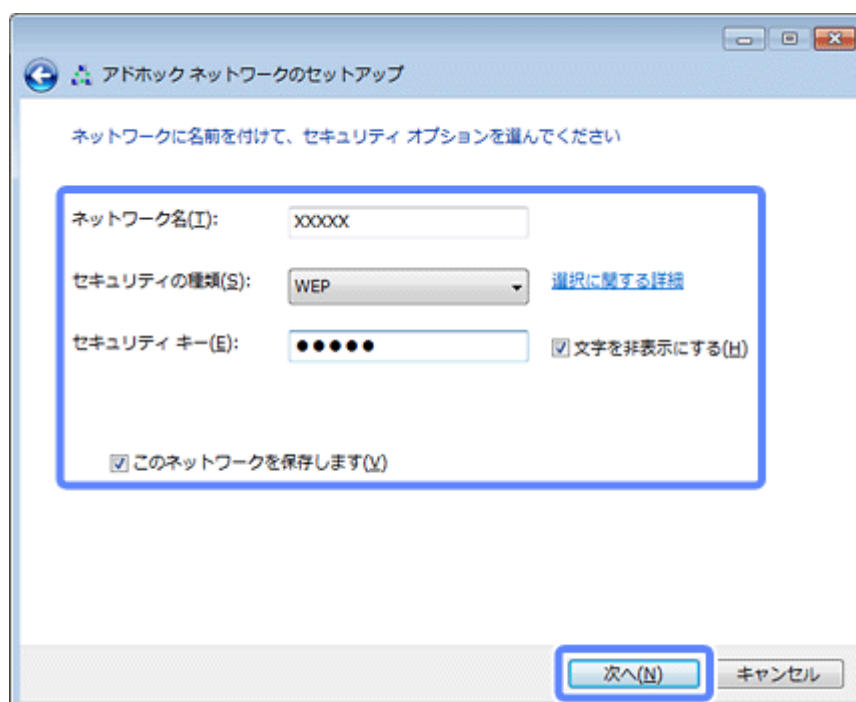 アドホック ネットワークのセットアップ
ネットワークに名前を付けて、セキュリティ オプションを選んでください
ネットワーク名(T): XXXXX
セキュリティの種類(S): WEP 選択に関する詳細
セキュリティ キー(E): ●●●●● 文字を非表示にする(H)
このネットワークを保存します(V)
次へ(N) キャンセル